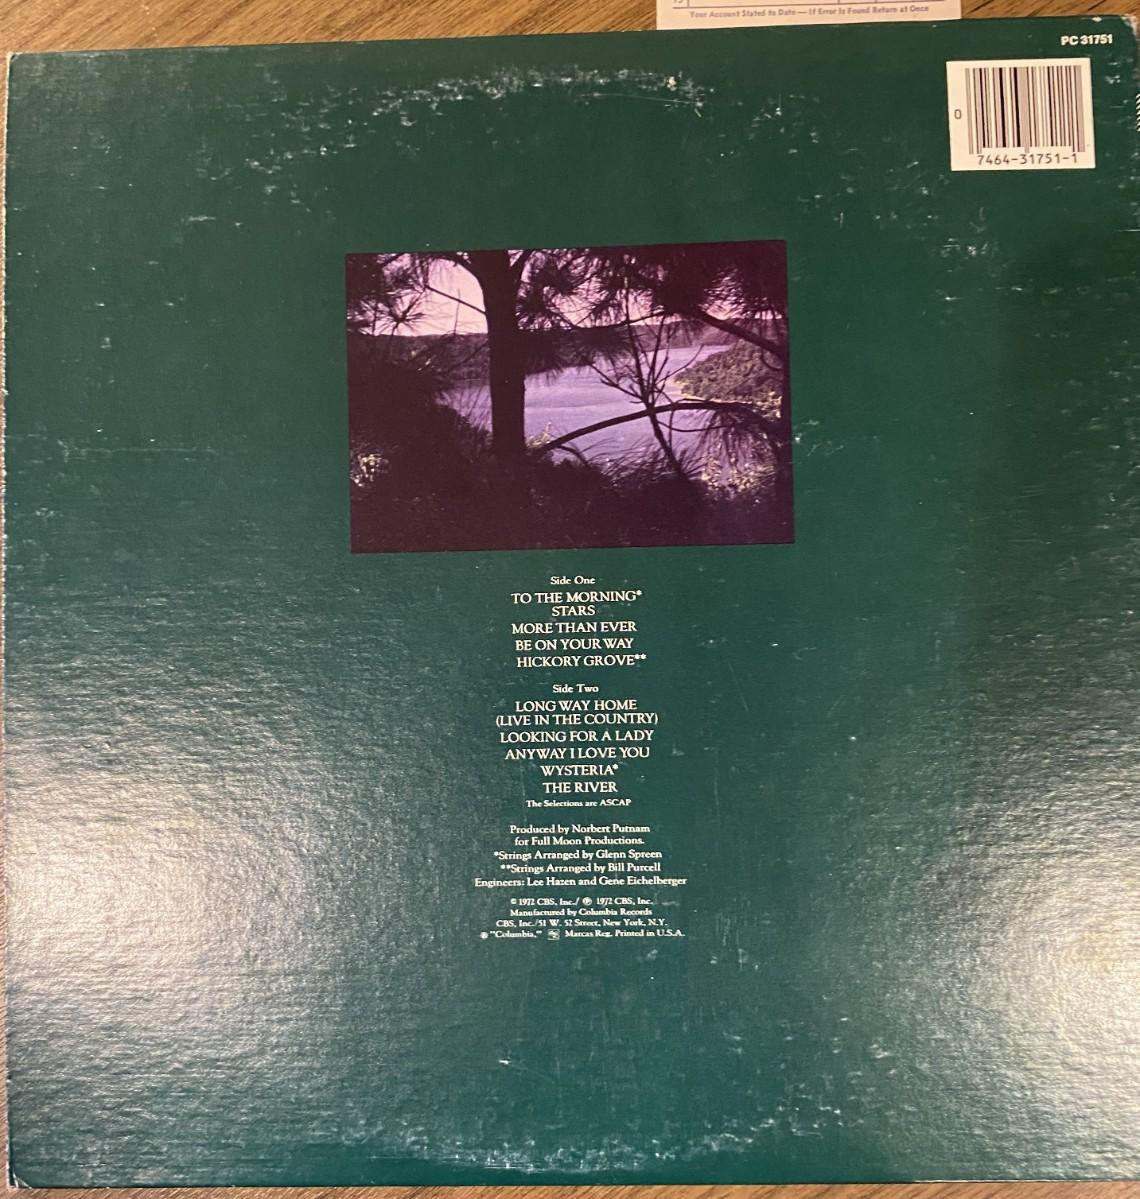 Your Account Stated to Date — If Error Is Found Return at Once
PC 31751
0
7464-31751-1
Side One
TO THE MORNING*
STARS
MORE THAN EVER
BE ON YOUR WAY
HICKORY GROVE**
Side Two
LONG WAY HOME
(LIVE IN THE COUNTRY)
LOOKING FOR A LADY
ANYWAY I LOVE YOU
WYSTERIA*
THE RIVER
The Selections are ASCAP
Produced by Norbert Putnam
for Full Moon Productions.
*Strings Arranged by Glenn Spreen
**Strings Arranged by Bill Purcell
Engineers: Lee Hazen and Gene Eichelberger
© 1972 CBS, Inc./ ℗ 1972 CBS, Inc.
Manufactured by Columbia Records
CBS, Inc./51 W. 52 Street, New York, N.Y.
® "Columbia," Marcas Reg. Printed in U.S.A.